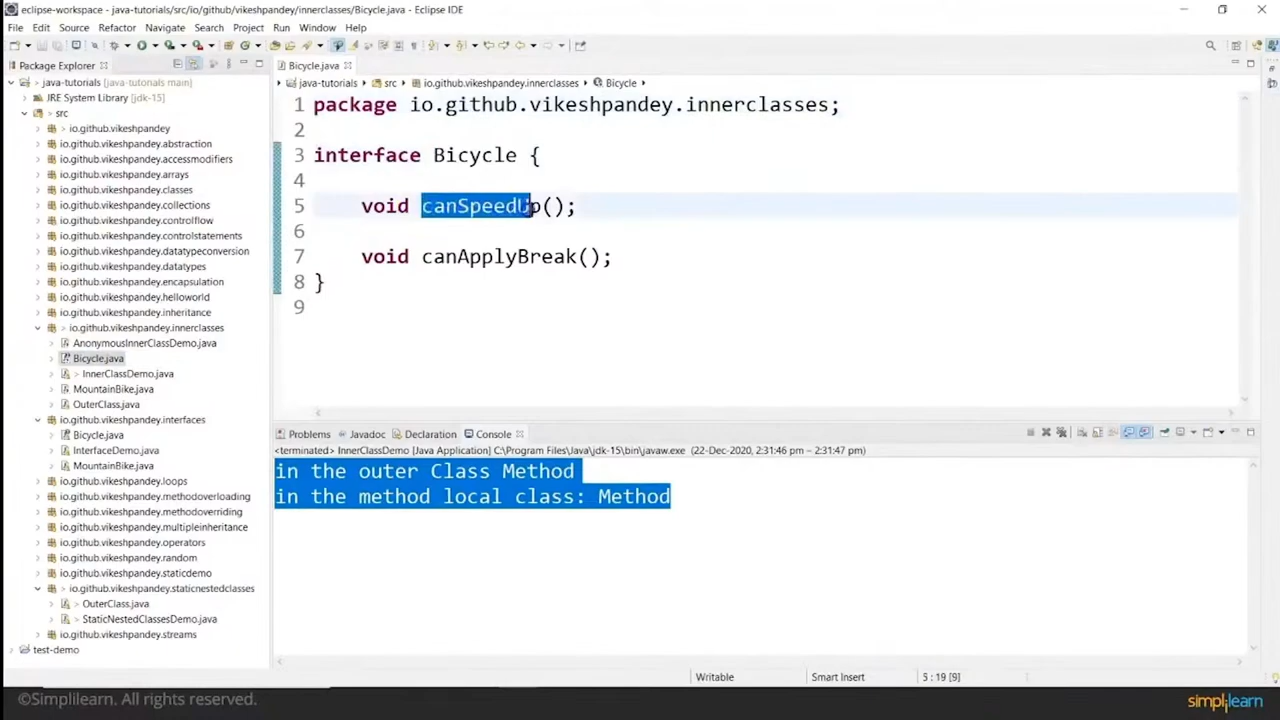 eclipse-workspace - java-tutorials/src/io/github/vikeshpandey/innerclasses/Bicycle.java - Eclipse IDE
File Edit Source Refactor Navigate Search Project Run Window Help
Package Explorer
Bicycle.java
java-tutorials [java-tutorials main]
java-tutorials src io.github.vikeshpandey.innerclasses Bicycle
JRE System Library [jdk-15]
src
io.github.vikeshpandey
io.github.vikeshpandey.abstraction
io.github.vikeshpandey.accessmodifiers
io.github.vikeshpandey.arrays
io.github.vikeshpandey.classes
io.github.vikeshpandey.collections
io.github.vikeshpandey.controlflow
io.github.vikeshpandey.controlstatements
io.github.vikeshpandey.datatypeconversion
io.github.vikeshpandey.datatypes
io.github.vikeshpandey.encapsulation
io.github.vikeshpandey.helloworld
io.github.vikeshpandey.inheritance
> io.github.vikeshpandey.innerclasses
AnonymousInnerClassDemo.java
Bicycle.java
> InnerClassDemo.java
MountainBike.java
OuterClass.java
io.github.vikeshpandey.interfaces
Bicycle.java
InterfaceDemo.java
MountainBike.java
io.github.vikeshpandey.loops
io.github.vikeshpandey.methodoverloading
io.github.vikeshpandey.methodoverriding
io.github.vikeshpandey.multipleinheritance
io.github.vikeshpandey.operators
io.github.vikeshpandey.random
io.github.vikeshpandey.staticdemo
> io.github.vikeshpandey.staticnestedclasses
> OuterClass.java
> StaticNestedClassesDemo.java
io.github.vikeshpandey.streams
test-demo
1 package io.github.vikeshpandey.innerclasses;
2
3 interface Bicycle {
4
5 void canSpeedUp();
6
7 void canApplyBreak();
8 }
9
Problems Javadoc Declaration Console
<terminated> InnerClassDemo [Java Application] C:\Program Files\Java\jdk-15\bin\javaw.exe (22-Dec-2020, 2:31:46 pm – 2:31:47 pm)
in the outer Class Method
in the method local class: Method
Writable Smart Insert 5 : 19 [9]
©Simplilearn. All rights reserved.
simplilearn